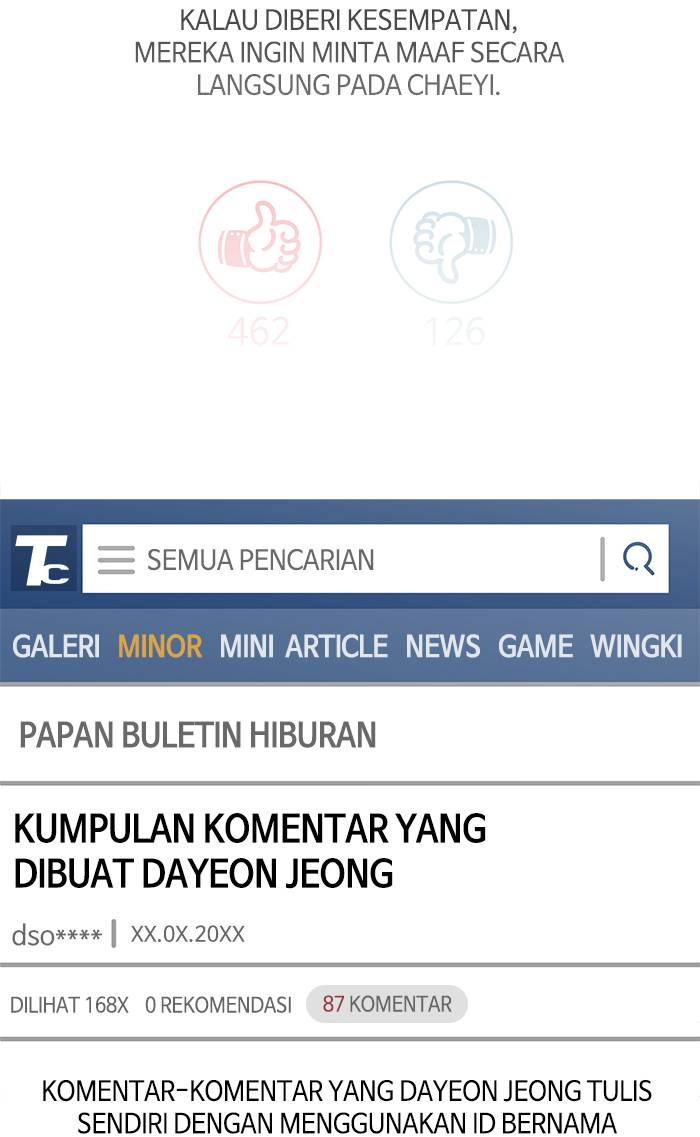 KALAU DIBERI KESEMPATAN,
MEREKA INGIN MINTA MAAF SECARA
LANGSUNG PADA CHAEYI.
462 126
Tc SEMUA PENCARIAN
GALERI MINOR MINI ARTICLE NEWS GAME WINGKI
PAPAN BULETIN HIBURAN
KUMPULAN KOMENTAR YANG
DIBUAT DAYEON JEONG
dso**** | XX.0X.20XX
DILIHAT 168X 0 REKOMENDASI 87 KOMENTAR
KOMENTAR-KOMENTAR YANG DAYEON JEONG TULIS
SENDIRI DENGAN MENGGUNAKAN ID BERNAMA